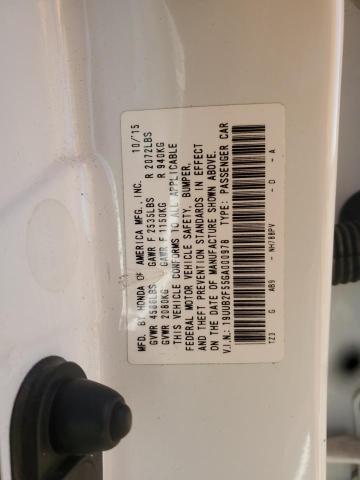 MFD. BY HONDA OF AMERICA MFG., INC. 10/15
GVWR 4586LBS GAWR F 2535LBS R 2072LBS
GVWR 2080KG GAWR F 1150KG R 940KG
THIS VEHICLE CONFORMS TO ALL APPLICABLE
FEDERAL MOTOR VEHICLE SAFETY, BUMPER,
AND THEFT PREVENTION STANDARDS IN EFFECT
ON THE DATE OF MANUFACTURE SHOWN ABOVE.
V.I.N.: 19UUB2F55GA000978 TYPE: PASSENGER CAR
TZ3 G AB9 - NH788PV - D - A